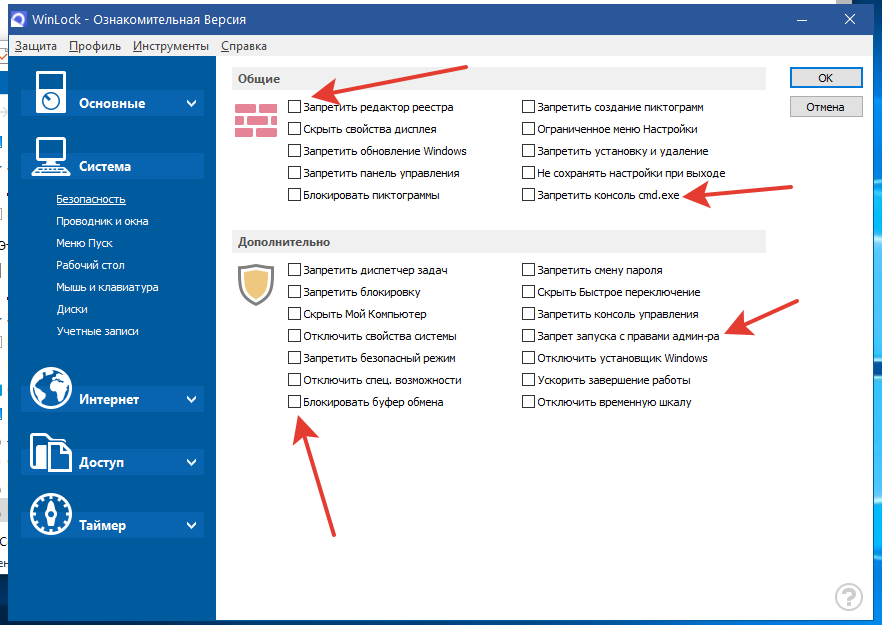 WinLock - Ознакомительная Версия
Защита Профиль Инструменты Справка
Основные
Система
Безопасность
Проводник и окна
Меню Пуск
Рабочий стол
Мышь и клавиатура
Диски
Учетные записи
Интернет
Доступ
Таймер
Общие
Запретить редактор реестра
Скрыть свойства дисплея
Запретить обновление Windows
Запретить панель управления
Блокировать пиктограммы
Запретить создание пиктограмм
Ограниченное меню Настройки
Запретить установку и удаление
Не сохранять настройки при выходе
Запретить консоль cmd.exe
Дополнительно
Запретить диспетчер задач
Запретить блокировку
Скрыть Мой Компьютер
Отключить свойства системы
Запретить безопасный режим
Отключить спец. возможности
Блокировать буфер обмена
Запретить смену пароля
Скрыть Быстрое переключение
Запретить консоль управления
Запрет запуска с правами админ-ра
Отключить установщик Windows
Ускорить завершение работы
Отключить временную шкалу
OK
Отмена
?